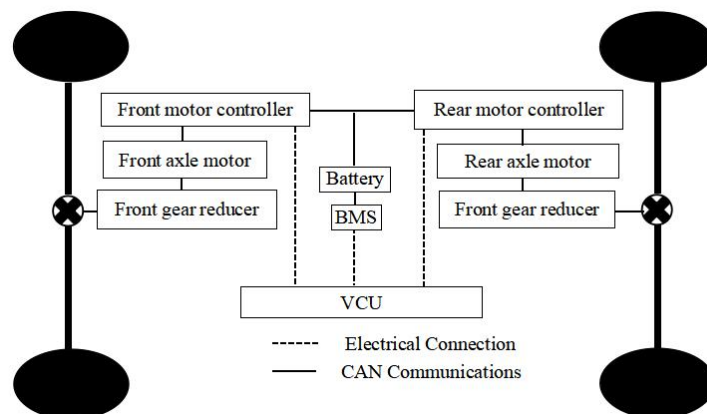 Front motor controller
Rear motor controller
Front axle motor
Rear axle motor
Battery
Front gear reducer
Front gear reducer
BMS
VCU
Electrical Connection
CAN Communications